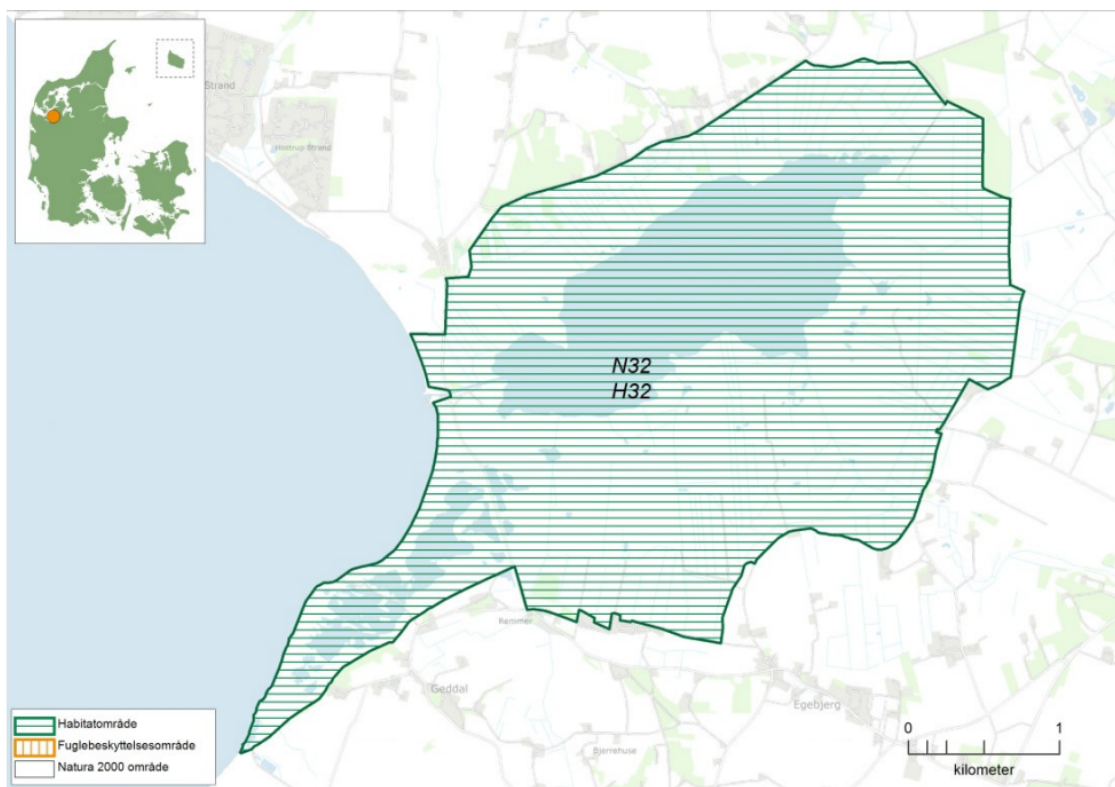 Strand
Hostrup Strand
N32
H32
Remmer
Geddal
Egebjerg
Bjerrehuse
Habitatområde
Fuglebeskyttelsesområde
Natura 2000 område
0 1
kilometer